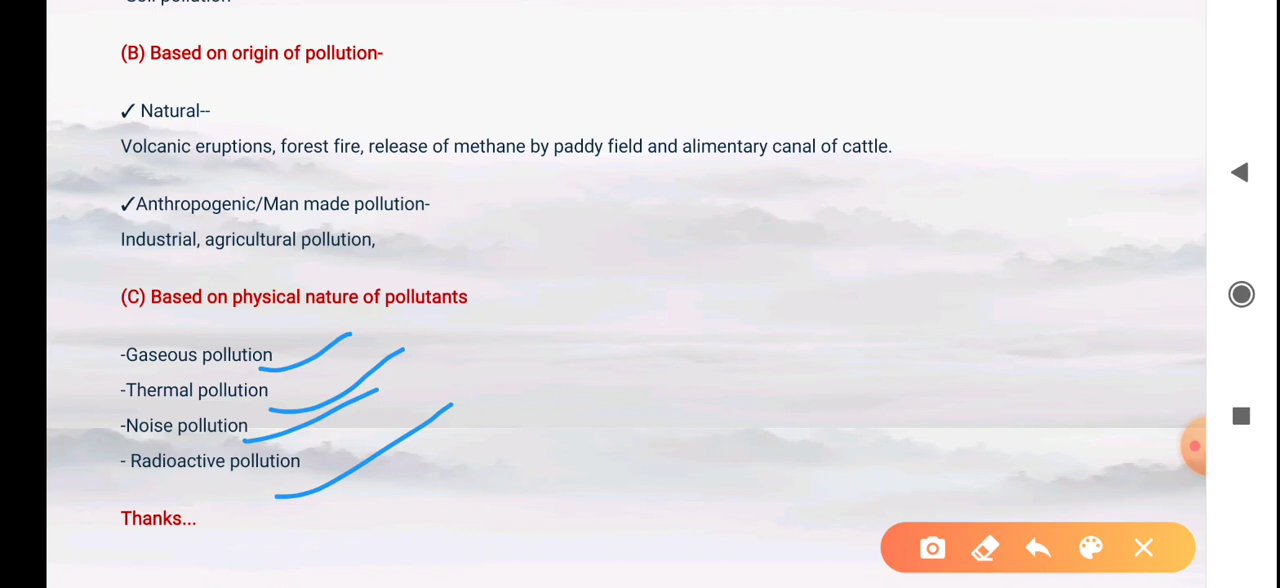 (B) Based on origin of pollution-
✓ Natural--
Volcanic eruptions, forest fire, release of methane by paddy field and alimentary canal of cattle.
✓Anthropogenic/Man made pollution-
Industrial, agricultural pollution,
(C) Based on physical nature of pollutants
-Gaseous pollution
-Thermal pollution
-Noise pollution
- Radioactive pollution
Thanks...